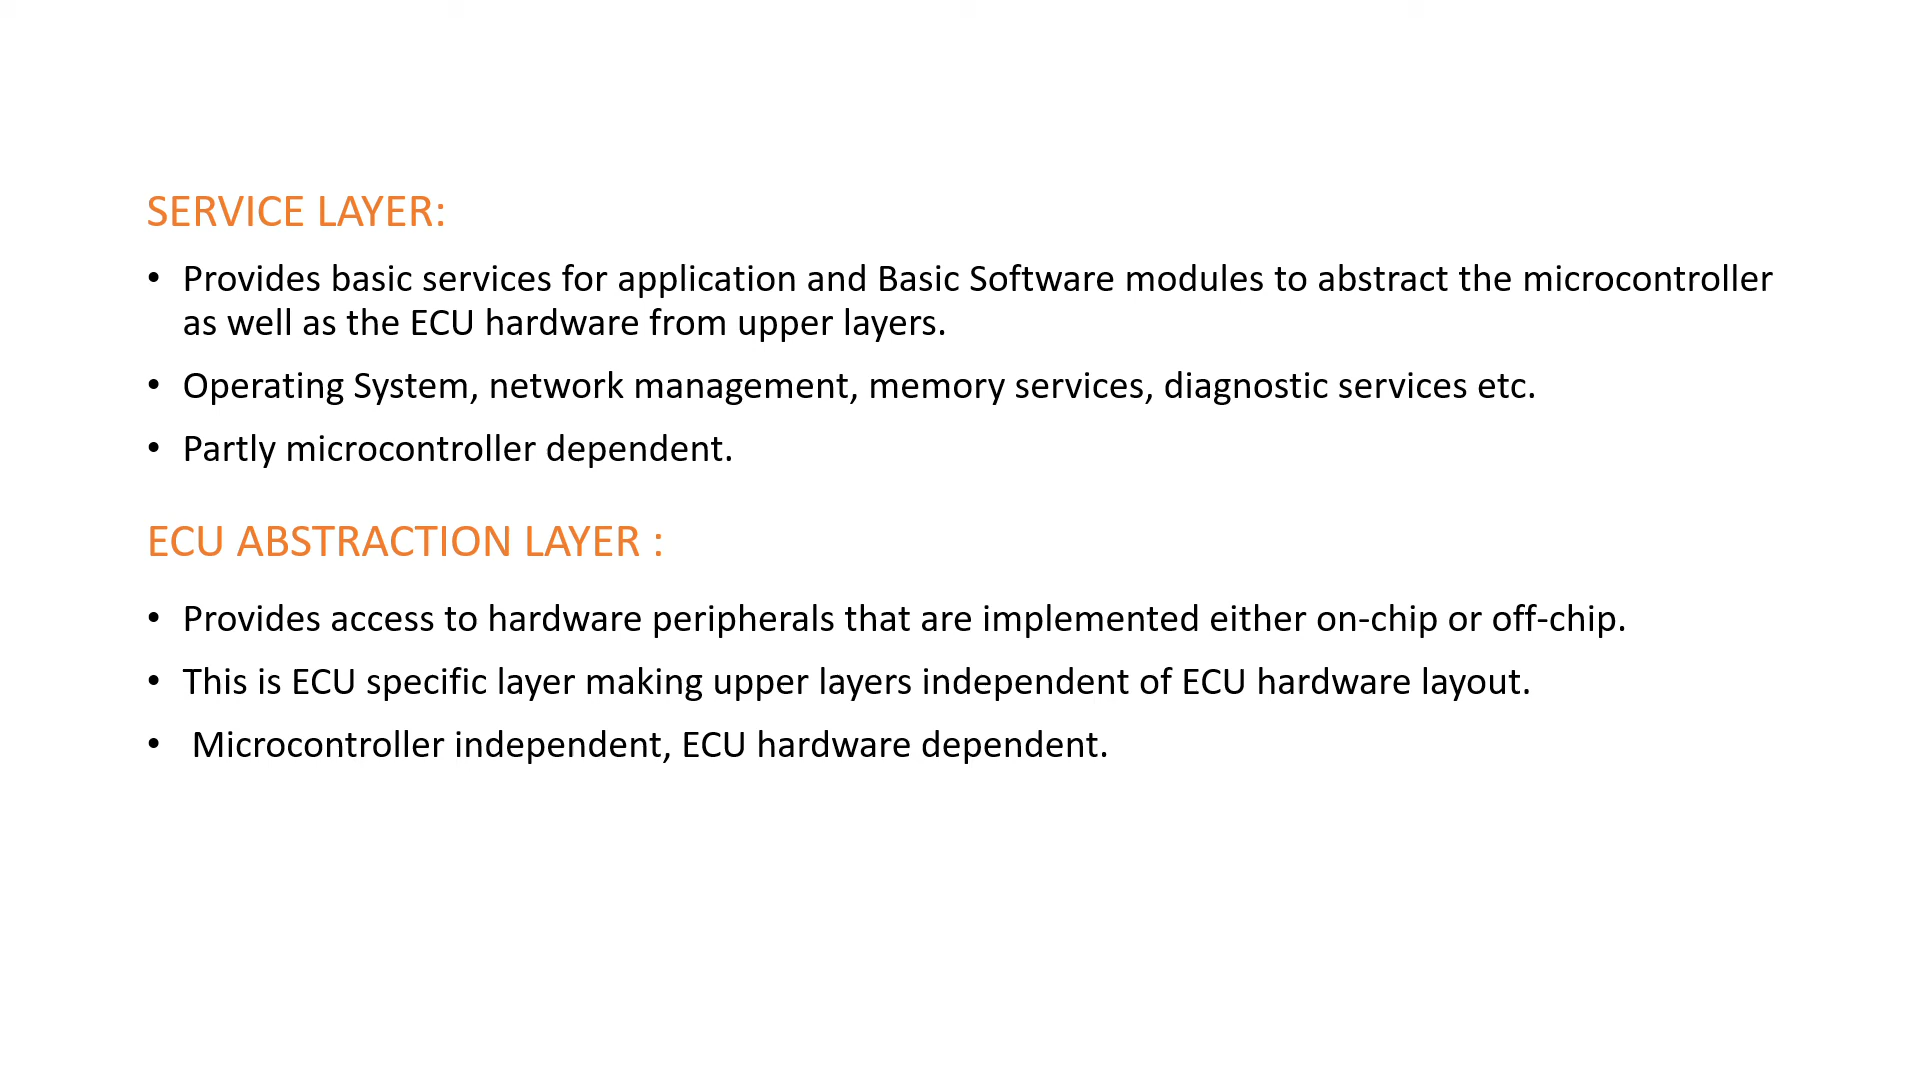 SERVICE LAYER:
• Provides basic services for application and Basic Software modules to abstract the microcontroller
as well as the ECU hardware from upper layers.
• Operating System, network management, memory services, diagnostic services etc.
• Partly microcontroller dependent.
ECU ABSTRACTION LAYER :
• Provides access to hardware peripherals that are implemented either on-chip or off-chip.
• This is ECU specific layer making upper layers independent of ECU hardware layout.
• Microcontroller independent, ECU hardware dependent.